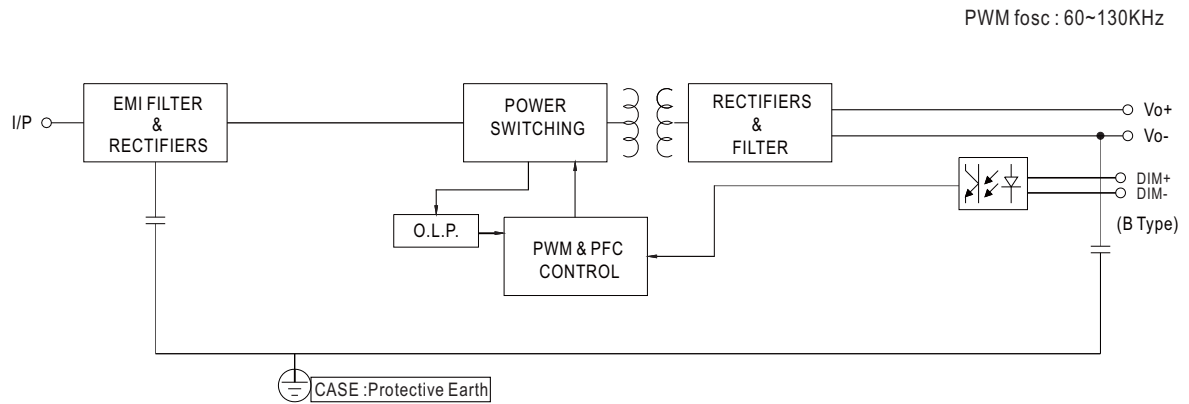 PWM fosc : 60~130KHz
I/P
EMI FILTER
&
RECTIFIERS
POWER
SWITCHING
RECTIFIERS
&
FILTER
Vo+
Vo-
DIM+
DIM-
(B Type)
O.L.P.
PWM & PFC
CONTROL
CASE :Protective Earth